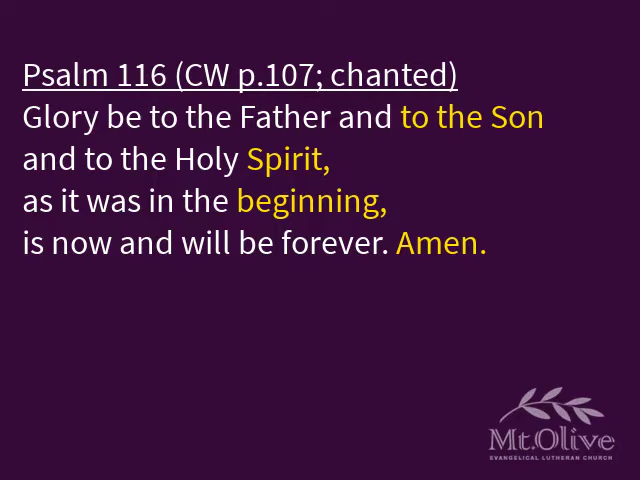 Psalm 116 (CW p.107; chanted)
Glory be to the Father and to the Son
and to the Holy Spirit,
as it was in the beginning,
is now and will be forever. Amen.
Mt.Olive
EVANGELICAL LUTHERAN CHURCH